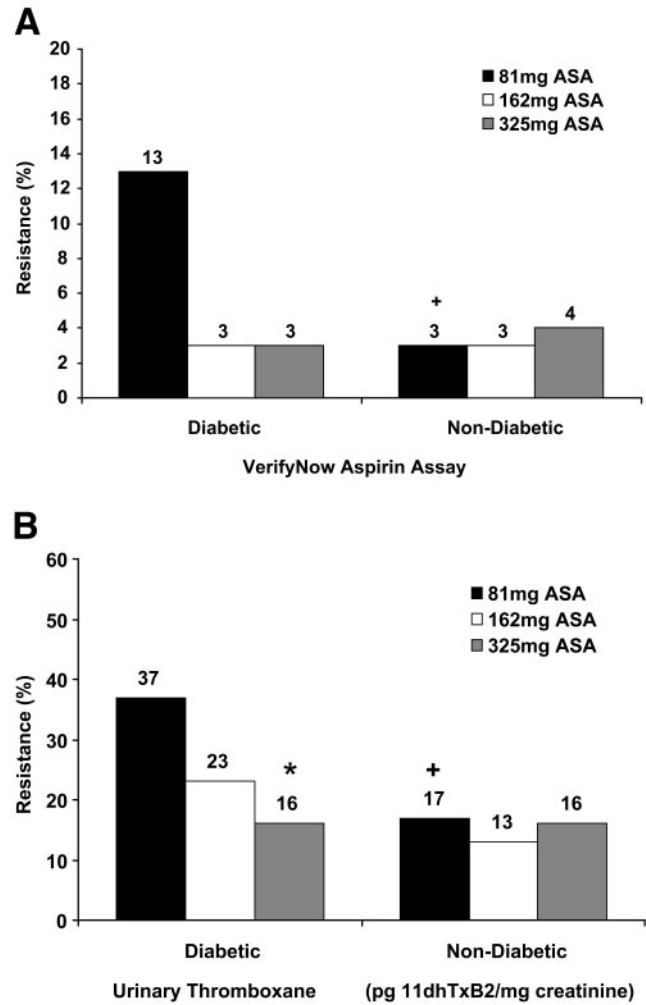 A
20
18
16
14
12
10
8
6
4
2
0
Resistance (%)
81mg ASA
162mg ASA
325mg ASA
13
3
3
+
3
3
4
Diabetic
Non-Diabetic
VerifyNow Aspirin Assay
B
60
50
40
30
20
10
0
Resistance (%)
81mg ASA
162mg ASA
325mg ASA
37
23
*
16
+
17
13
16
Diabetic
Non-Diabetic
Urinary Thromboxane
(pg 11dhTxB2/mg creatinine)